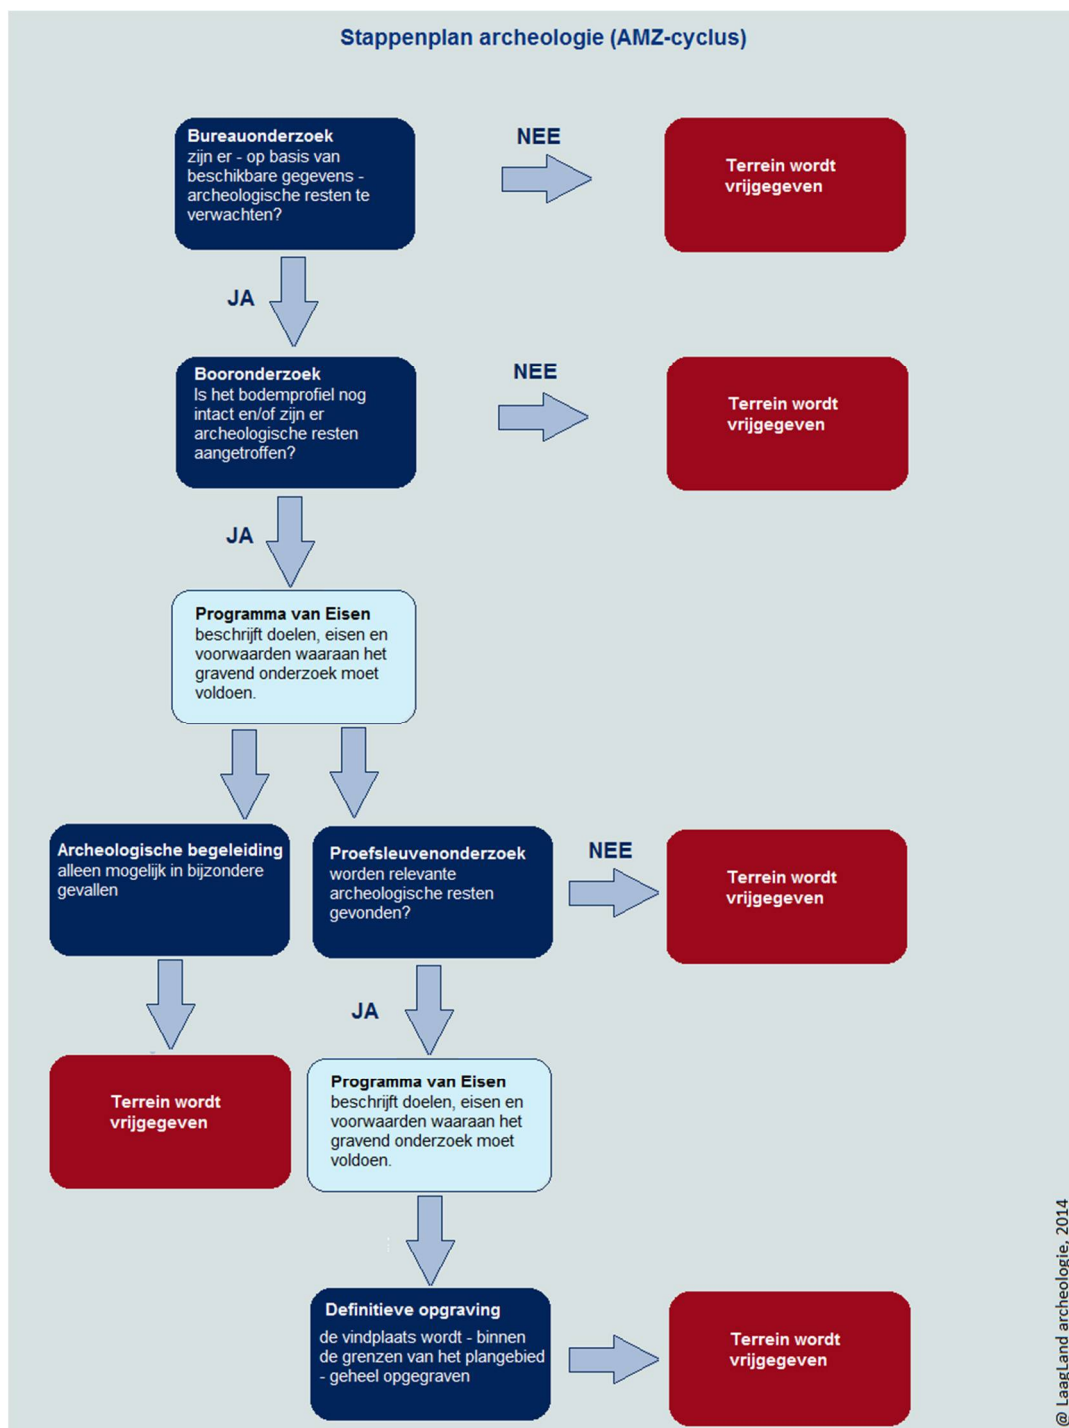 Stappenplan archeologie (AMZ-cyclus)
Bureauonderzoek
zijn er - op basis van
beschikbare gegevens -
archeologische resten te
verwachten?
NEE
Terrein wordt
vrijgegeven
JA
Booronderzoek
Is het bodemprofiel nog
intact en/of zijn er
archeologische resten
aangetroffen?
NEE
Terrein wordt
vrijgegeven
JA
Programma van Eisen
beschrijft doelen, eisen en
voorwaarden waaraan het
gravend onderzoek moet
voldoen.
Archeologische begeleiding
alleen mogelijk in bijzondere
gevallen
Proefsleuvenonderzoek
worden relevante
archeologische resten
gevonden?
NEE
Terrein wordt
vrijgegeven
JA
Terrein wordt
vrijgegeven
Programma van Eisen
beschrijft doelen, eisen en
voorwaarden waaraan het
gravend onderzoek moet
voldoen.
Definitieve opgraving
de vindplaats wordt - binnen
de grenzen van het plangebied
- geheel opgegraven
Terrein wordt
vrijgegeven
@ LaagLand archeologie, 2014